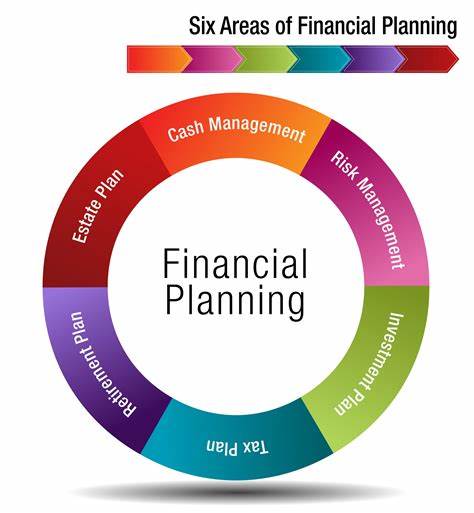 Six Areas of Financial Planning
Cash Management
Risk Management
Investment Plan
Tax Plan
Retirement Plan
Estate Plan
Financial
Planning